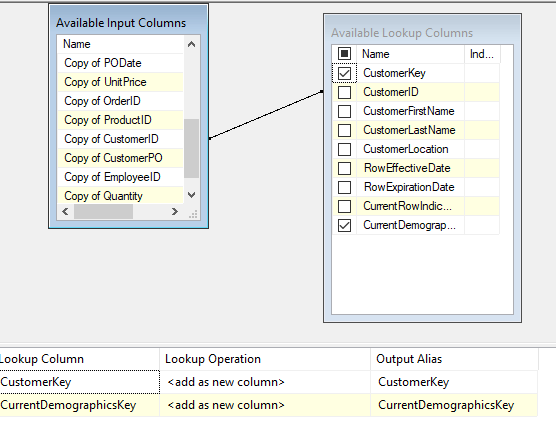 Available Input Columns
Name
Copy of PODate
Copy of UnitPrice
Copy of OrderID
Copy of ProductID
Copy of CustomerID
Copy of CustomerPO
Copy of EmployeeID
Copy of Quantity
Available Lookup Columns
Name Ind...
CustomerKey
CustomerID
CustomerFirstName
CustomerLastName
CustomerLocation
RowEffectiveDate
RowExpirationDate
CurrentRowIndic...
CurrentDemograp...
Lookup Column Lookup Operation Output Alias
CustomerKey <add as new column> CustomerKey
CurrentDemographicsKey <add as new column> CurrentDemographicsKey